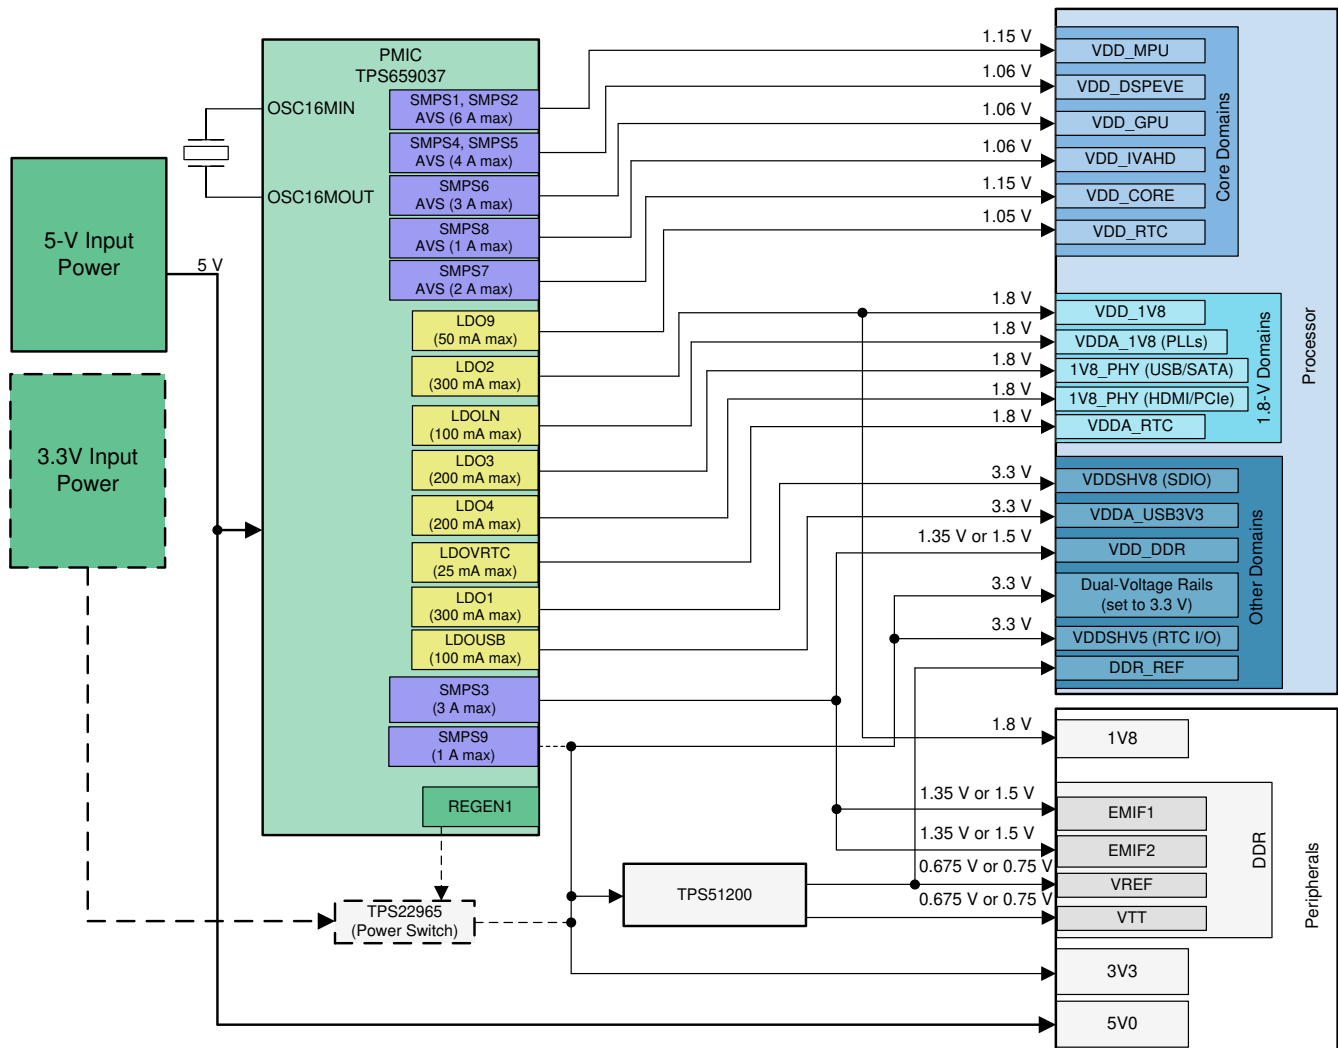 5-V Input
Power
5 V
3.3V Input
Power
PMIC
TPS659037
OSC16MIN
OSC16MOUT
SMPS1, SMPS2
AVS (6 A max)
SMPS4, SMPS5
AVS (4 A max)
SMPS6
AVS (3 A max)
SMPS8
AVS (1 A max)
SMPS7
AVS (2 A max)
LDO9
(50 mA max)
LDO2
(300 mA max)
LDOLN
(100 mA max)
LDO3
(200 mA max)
LDO4
(200 mA max)
LDOVRTC
(25 mA max)
LDO1
(300 mA max)
LDOUSB
(100 mA max)
SMPS3
(3 A max)
SMPS9
(1 A max)
REGEN1
TPS22965
(Power Switch)
TPS51200
1.15 V
VDD_MPU
1.06 V
VDD_DSPEVE
1.06 V
VDD_GPU
1.06 V
VDD_IVAHD
1.15 V
VDD_CORE
1.05 V
VDD_RTC
Core Domains
1.8 V
VDD_1V8
1.8 V
VDDA_1V8 (PLLs)
1.8 V
1V8_PHY (USB/SATA)
1.8 V
1V8_PHY (HDMI/PCIe)
1.8 V
VDDA_RTC
1.8-V Domains
3.3 V
VDDSHV8 (SDIO)
3.3 V
VDDA_USB3V3
1.35 V or 1.5 V
VDD_DDR
3.3 V
Dual-Voltage Rails
(set to 3.3 V)
3.3 V
VDDSHV5 (RTC I/O)
DDR_REF
Other Domains
Processor
1.8 V
1V8
1.35 V or 1.5 V
EMIF1
1.35 V or 1.5 V
EMIF2
0.675 V or 0.75 V
VREF
0.675 V or 0.75 V
VTT
DDR
3V3
5V0
Peripherals